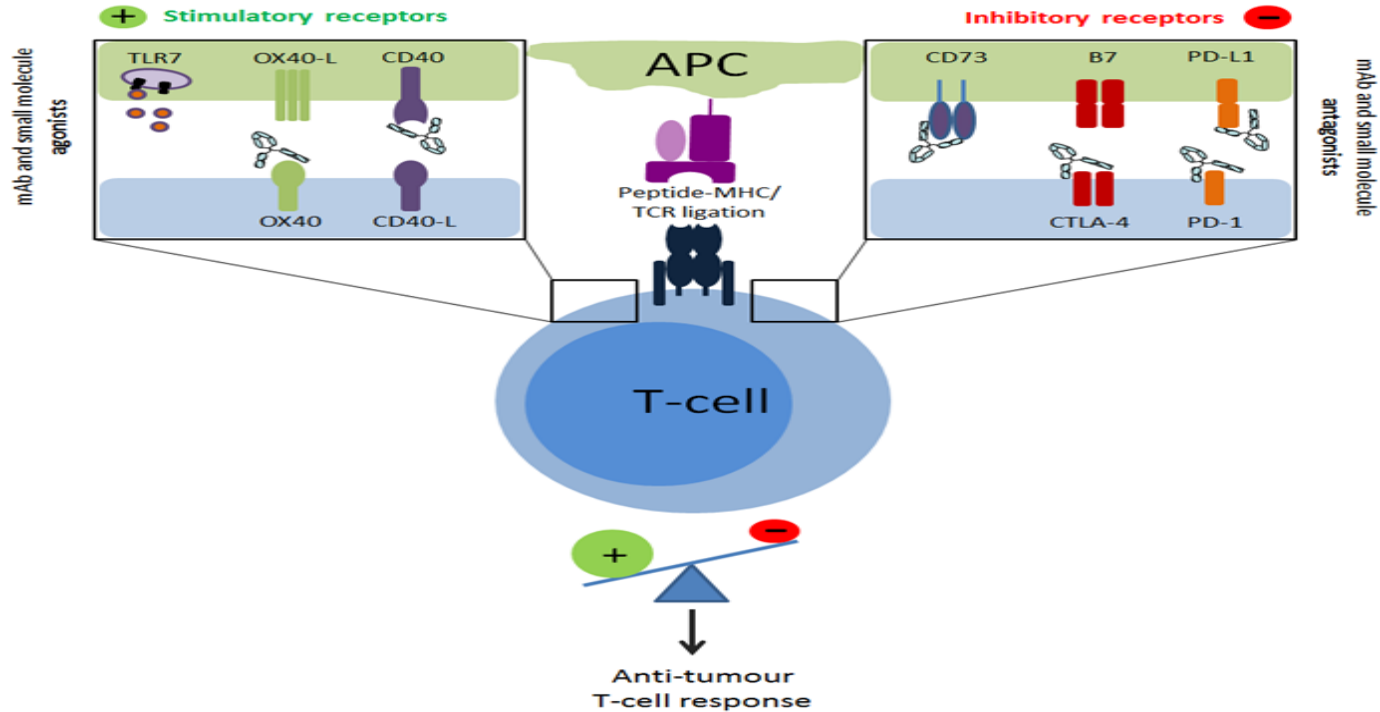 + Stimulatory receptors
Inhibitory receptors −
mAb and small molecule
agonists
TLR7 OX40-L CD40
OX40 CD40-L
APC
Peptide-MHC/
TCR ligation
CD73 B7 PD-L1
CTLA-4 PD-1
mAb and small molecule
antagonists
T-cell
+ −
Anti-tumour
T-cell response